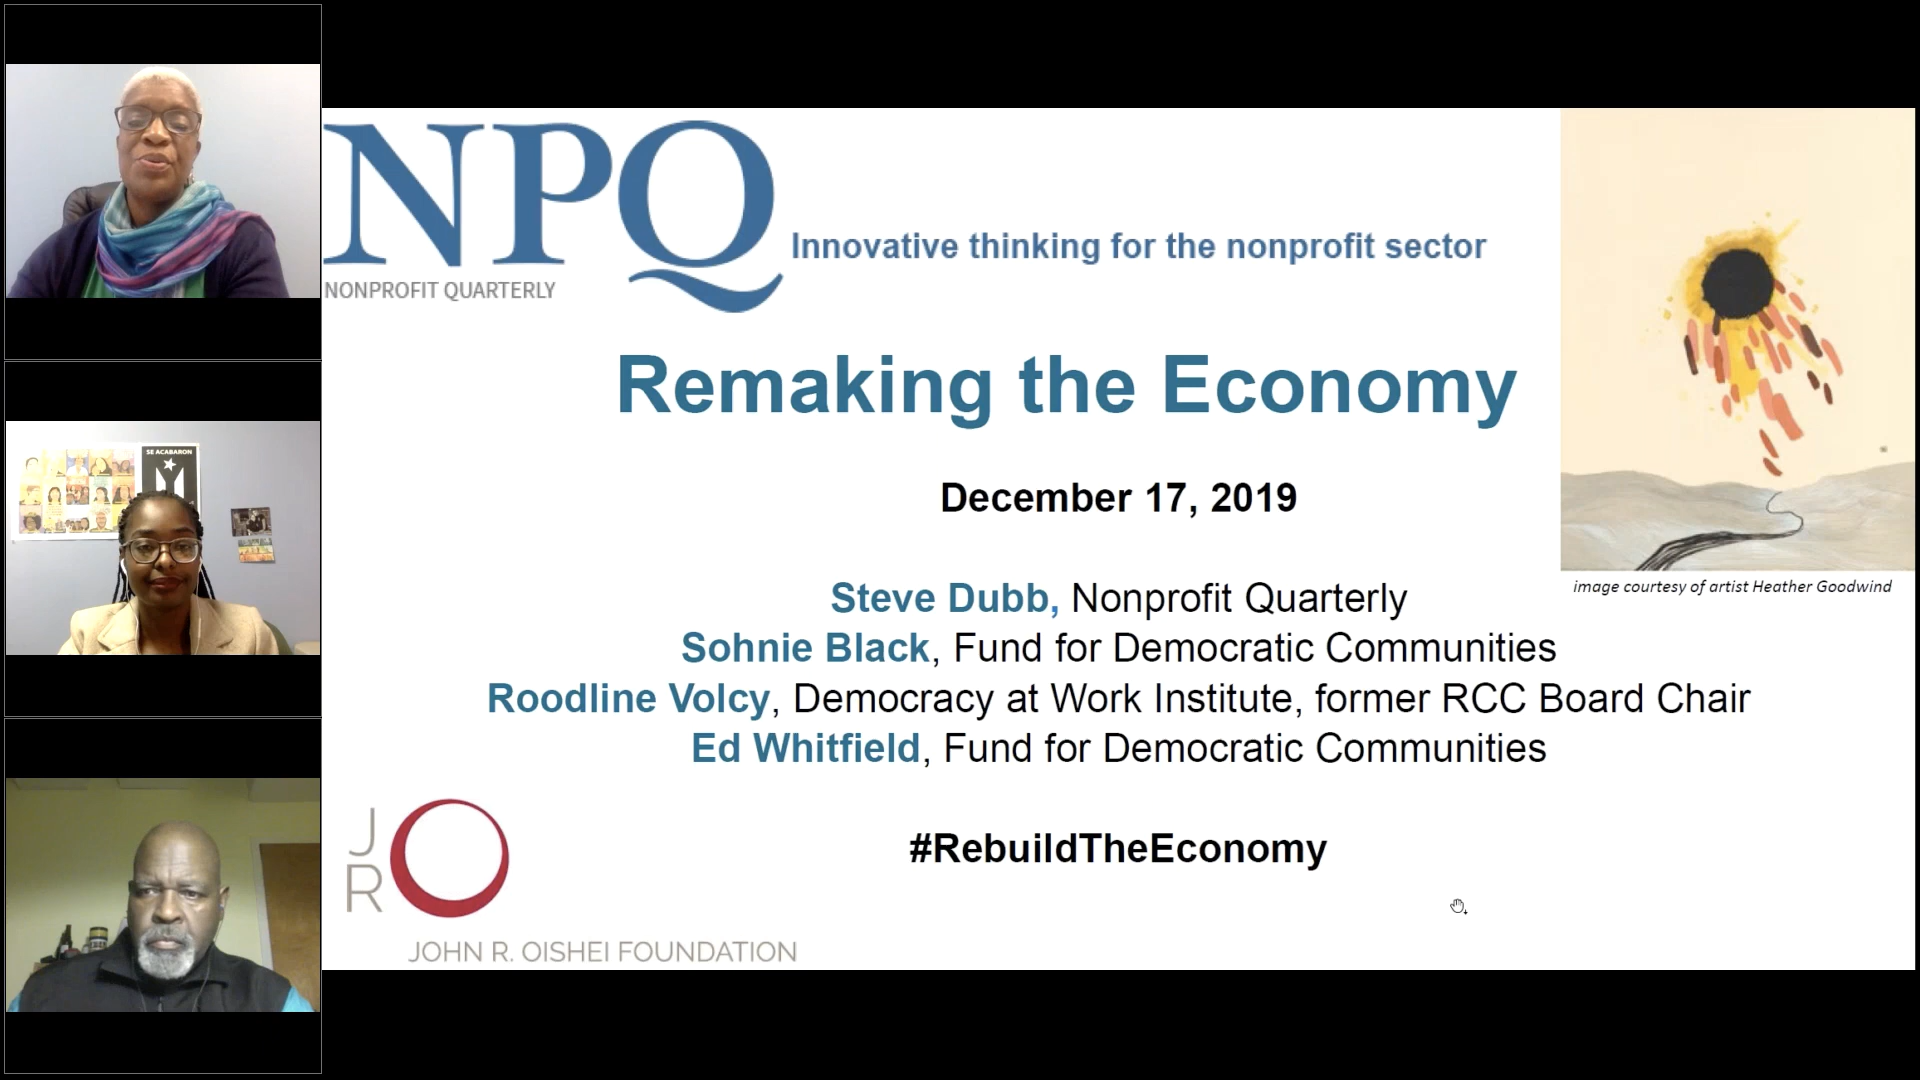 SE ACABARON
NPQ
NONPROFIT QUARTERLY
Innovative thinking for the nonprofit sector
Remaking the Economy
December 17, 2019
image courtesy of artist Heather Goodwind
Steve Dubb, Nonprofit Quarterly
Sohnie Black, Fund for Democratic Communities
Roodline Volcy, Democracy at Work Institute, former RCC Board Chair
Ed Whitfield, Fund for Democratic Communities
#RebuildTheEconomy
J
R
JOHN R. OISHEI FOUNDATION